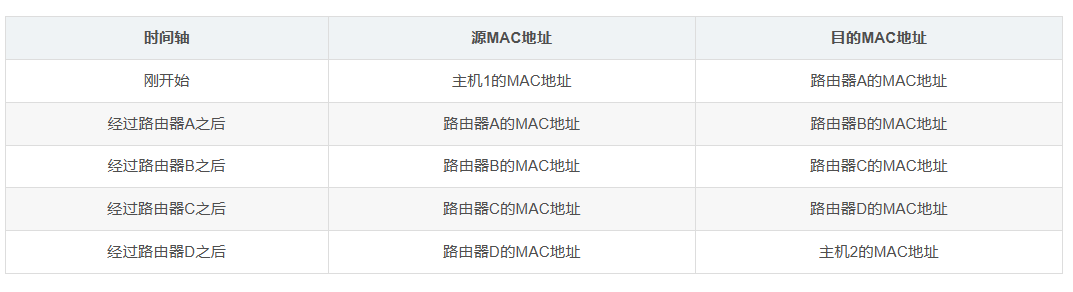 时间轴 源MAC地址 目的MAC地址
刚开始 主机1的MAC地址 路由器A的MAC地址
经过路由器A之后 路由器A的MAC地址 路由器B的MAC地址
经过路由器B之后 路由器B的MAC地址 路由器C的MAC地址
经过路由器C之后 路由器C的MAC地址 路由器D的MAC地址
经过路由器D之后 路由器D的MAC地址 主机2的MAC地址